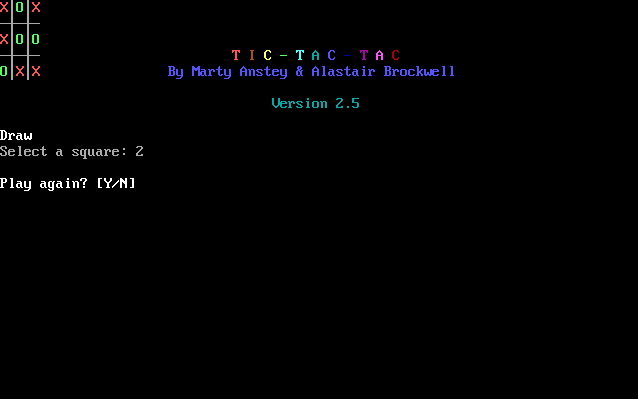 X O X
X O O
T I C - T A C - T A C
O X X
By Marty Anstey & Alastair Brockwell
Version 2.5
Draw
Select a square: 2
Play again? [Y/N]